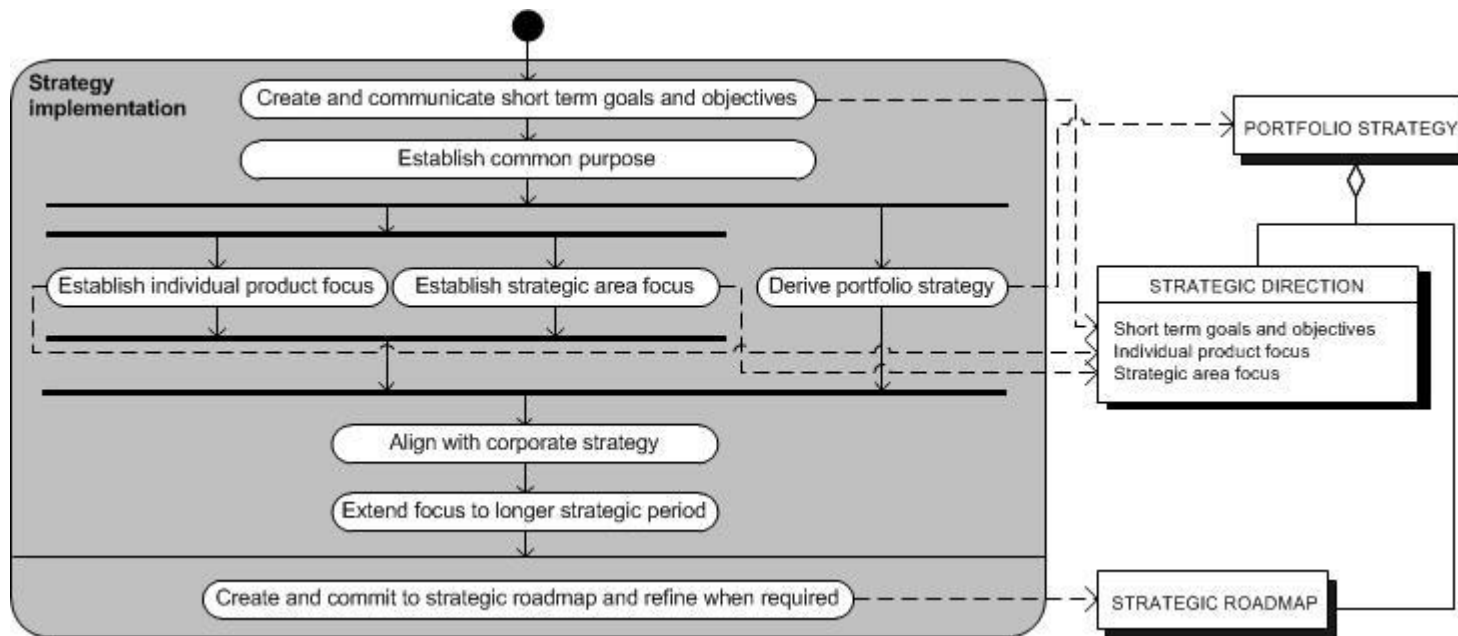 Strategy
implementation
Create and communicate short term goals and objectives
PORTFOLIO STRATEGY
Establish common purpose
Establish individual product focus
Establish strategic area focus
Derive portfolio strategy
STRATEGIC DIRECTION
Short term goals and objectives
Individual product focus
Strategic area focus
Align with corporate strategy
Extend focus to longer strategic period
Create and commit to strategic roadmap and refine when required
STRATEGIC ROADMAP